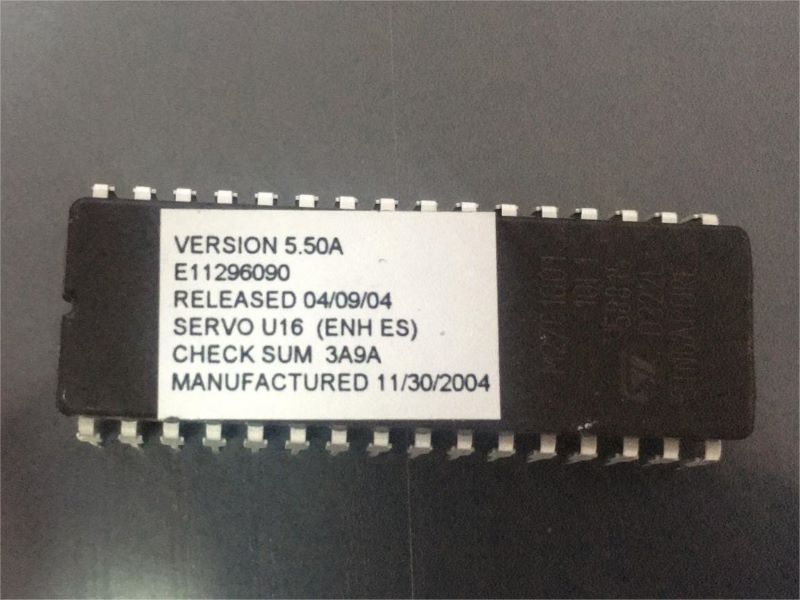 VERSION 5.50A
E11296090
RELEASED 04/09/04
SERVO U16 (ENH ES)
CHECK SUM 3A9A
MANUFACTURED 11/30/2004
ST